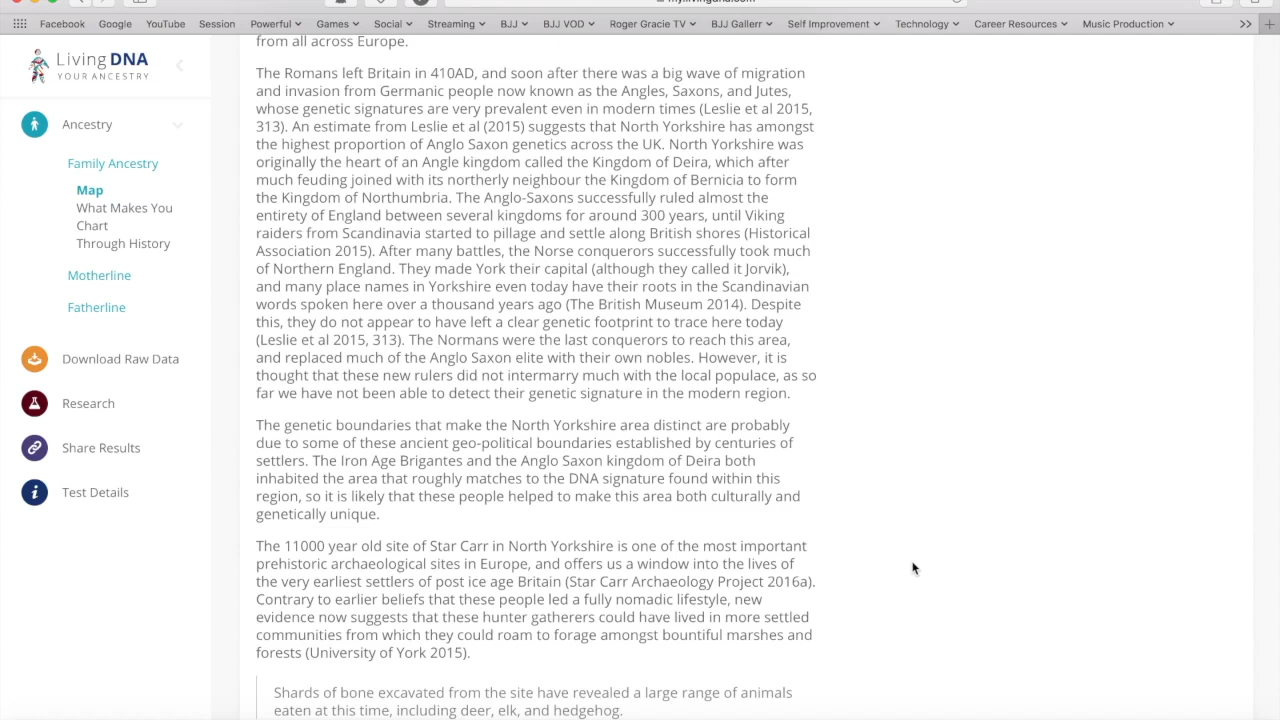 Facebook Google YouTube Session Powerful Games Social Streaming BJJ BJJ VOD Roger Gracie TV BJJ Gallerr Self Improvement Technology Career Resources Music Production
Living DNA
YOUR ANCESTRY
Ancestry
Family Ancestry
Map
What Makes You
Chart
Through History
Motherline
Fatherline
Download Raw Data
Research
Share Results
Test Details
from all across Europe.
The Romans left Britain in 410AD, and soon after there was a big wave of migration
and invasion from Germanic people now known as the Angles, Saxons, and Jutes,
whose genetic signatures are very prevalent even in modern times (Leslie et al 2015,
313). An estimate from Leslie et al (2015) suggests that North Yorkshire has amongst
the highest proportion of Anglo Saxon genetics across the UK. North Yorkshire was
originally the heart of an Angle kingdom called the Kingdom of Deira, which after
much feuding joined with its northerly neighbour the Kingdom of Bernicia to form
the Kingdom of Northumbria. The Anglo-Saxons successfully ruled almost the
entirety of England between several kingdoms for around 300 years, until Viking
raiders from Scandinavia started to pillage and settle along British shores (Historical
Association 2015). After many battles, the Norse conquerors successfully took much
of Northern England. They made York their capital (although they called it Jorvik),
and many place names in Yorkshire even today have their roots in the Scandinavian
words spoken here over a thousand years ago (The British Museum 2014). Despite
this, they do not appear to have left a clear genetic footprint to trace here today
(Leslie et al 2015, 313). The Normans were the last conquerors to reach this area,
and replaced much of the Anglo Saxon elite with their own nobles. However, it is
thought that these new rulers did not intermarry much with the local populace, as so
far we have not been able to detect their genetic signature in the modern region.
The genetic boundaries that make the North Yorkshire area distinct are probably
due to some of these ancient geo-political boundaries established by centuries of
settlers. The Iron Age Brigantes and the Anglo Saxon kingdom of Deira both
inhabited the area that roughly matches to the DNA signature found within this
region, so it is likely that these people helped to make this area both culturally and
genetically unique.
The 11000 year old site of Star Carr in North Yorkshire is one of the most important
prehistoric archaeological sites in Europe, and offers us a window into the lives of
the very earliest settlers of post ice age Britain (Star Carr Archaeology Project 2016a).
Contrary to earlier beliefs that these people led a fully nomadic lifestyle, new
evidence now suggests that these hunter gatherers could have lived in more settled
communities from which they could roam to forage amongst bountiful marshes and
forests (University of York 2015).
Shards of bone excavated from the site have revealed a large range of animals
eaten at this time, including deer, elk, and hedgehog.